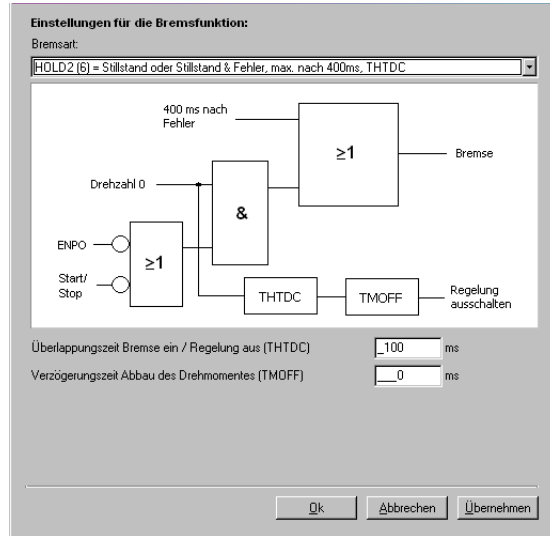 Einstellungen für die Bremsfunktion:
Bremsart:
HOLD2 (6) = Stillstand oder Stillstand & Fehler, max. nach 400ms, THTDC
400 ms nach
Fehler
≥1
Bremse
Drehzahl 0
&
ENPO
≥1
Start/
Stop
THTDC
TMOFF
Regelung
ausschalten
Überlappungszeit Bremse ein / Regelung aus (THTDC)
_100 ms
Verzögerungszeit Abbau des Drehmomentes (TMOFF)
___0 ms
Ok Abbrechen Übernehmen